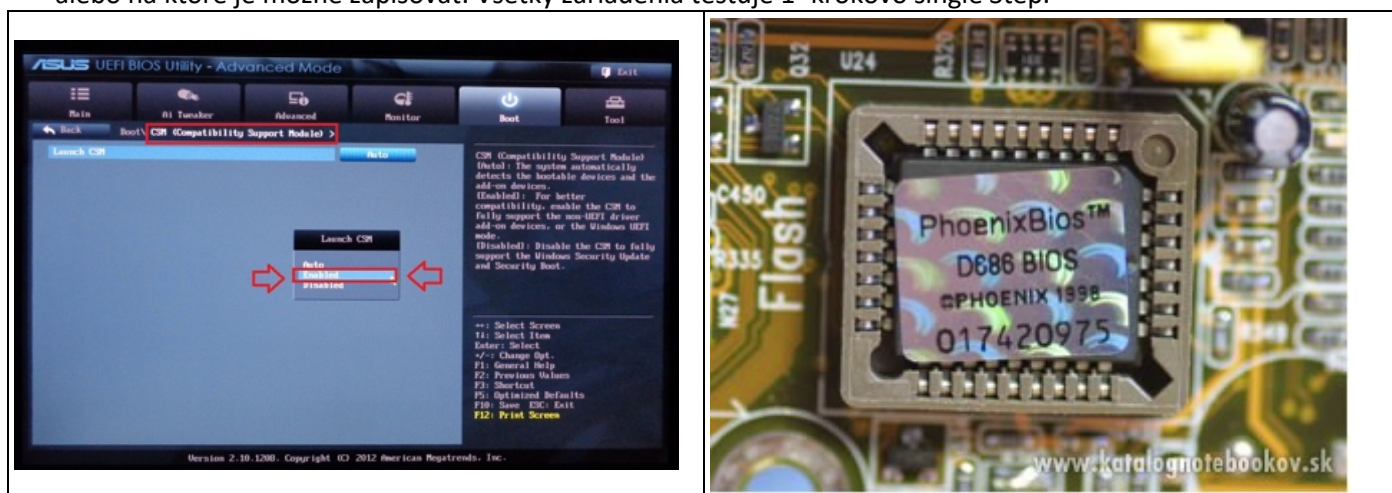 alebo na ktoré je možné zapisovať. Všetky zariadenia testuje 1- krokovo single Step.
ASUS UEFI BIOS Utility - Advanced Mode
Exit
Main
Ai Tweaker
Advanced
Monitor
Boot
Tool
Back
Boot\ CSM (Compatibility Support Module) >
Launch CSM
Auto
CSM (Compatibility Support Module)
[Auto]: The system automatically
detects the bootable devices and the
add-on devices.
[Enabled]: For better
compatibility, enable the CSM to
fully support the non-UEFI driver
add-on devices, or the Windows UEFI
mode.
[Disabled]: Disable the CSM to fully
support the Windows Security Update
and Security Boot.
Launch CSM
Auto
Enabled
Disabled
→←: Select Screen
↑↓: Select Item
Enter: Select
+/-: Change Opt.
F1: General Help
F2: Previous Values
F3: Shortcut
F5: Optimized Defaults
F10: Save ESC: Exit
F12: Print Screen
Version 2.10.1208. Copyright (C) 2012 American Megatrends, Inc.
Q32
U24
R320
C450
R335
Flash
PhoenixBios™
D686 BIOS
©PHOENIX 1998
017420975
www.katalognotebookov.sk